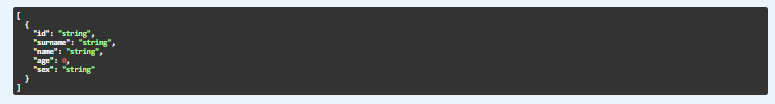 [
  {
    "id": "string",
    "surname": "string",
    "name": "string",
    "age": 0,
    "sex": "string"
  }
]